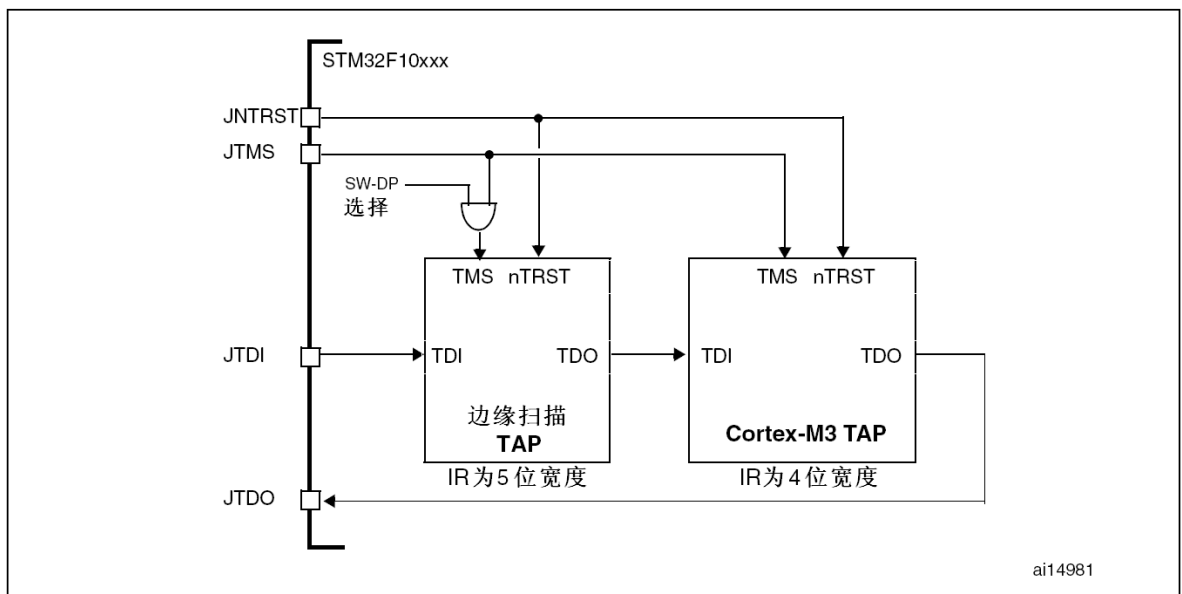 STM32F10xxx
JNTRST
JTMS
SW-DP
选择
TMS nTRST
TMS nTRST
JTDI
TDI
TDO
TDI
TDO
边缘扫描
TAP
Cortex-M3 TAP
IR为5位宽度
IR为4位宽度
JTDO
ai14981